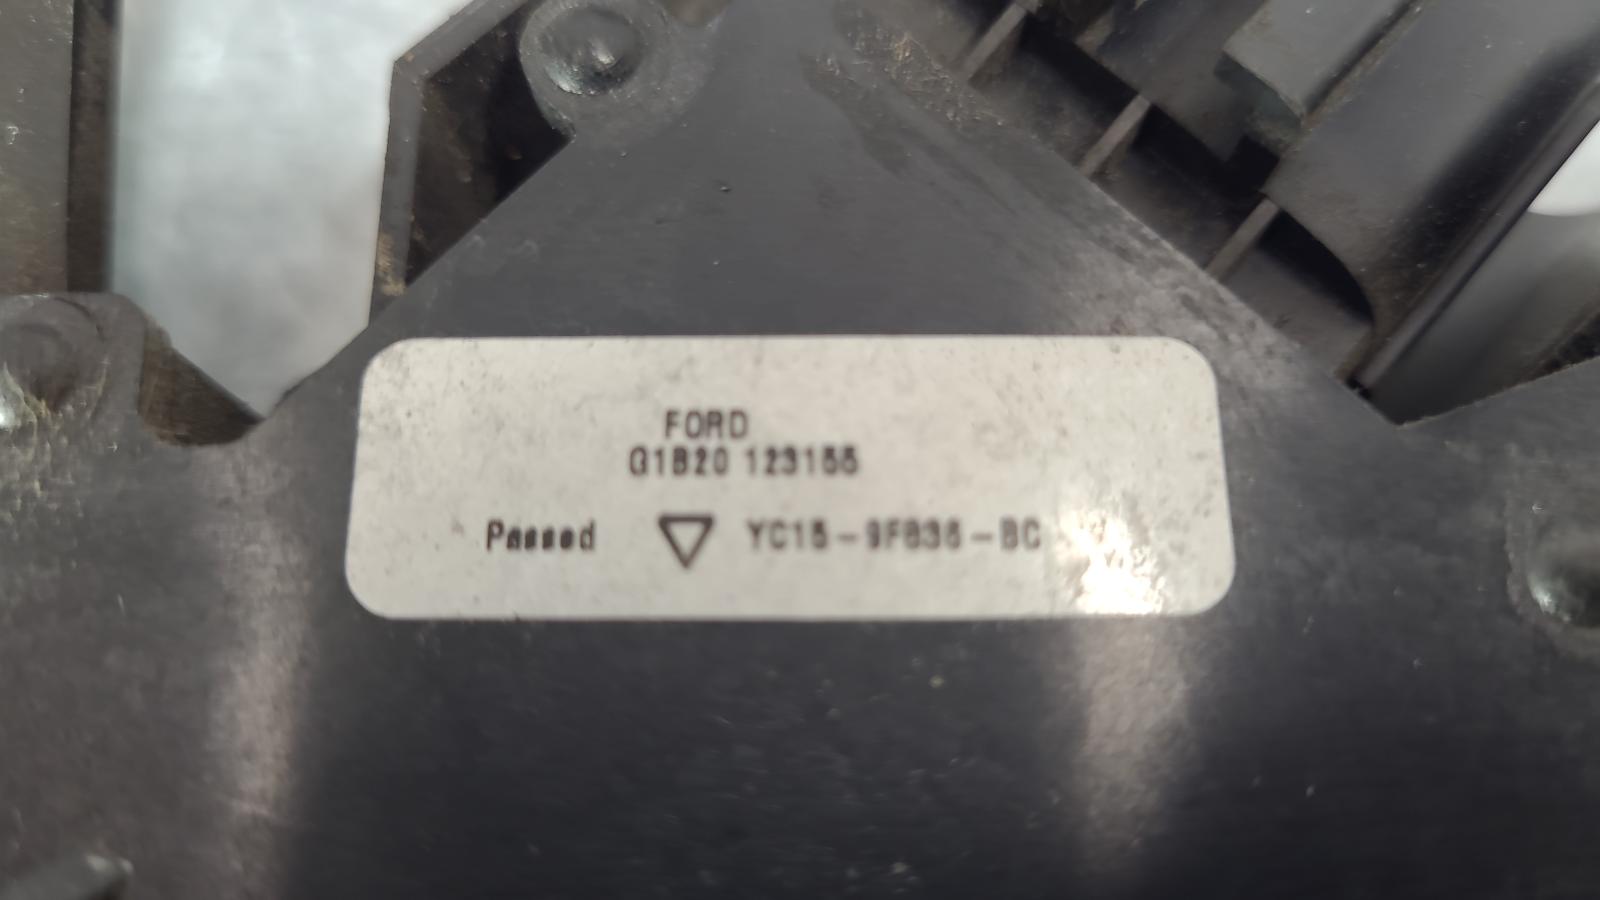 FORD
G1B20 123155
Passed ▽ YC15-9F836-BC